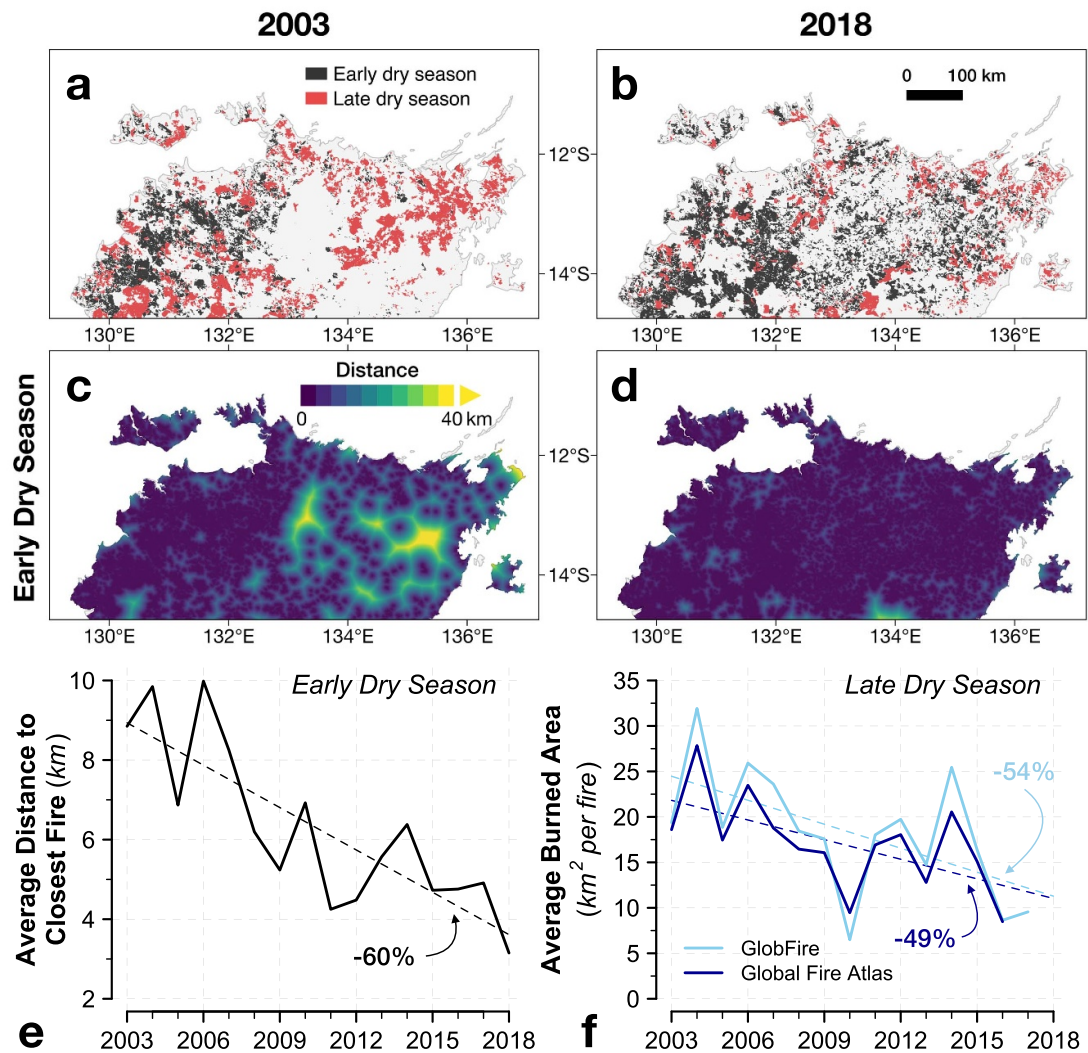 2003
2018
a
Early dry season
Late dry season
b
0 100 km
12°S
14°S
130°E 132°E 134°E 136°E
130°E 132°E 134°E 136°E
Early Dry Season
c
Distance
0 40 km
d
12°S
14°S
130°E 132°E 134°E 136°E
130°E 132°E 134°E 136°E
Average Distance to
Closest Fire (km)
10
8
6
4
2
Early Dry Season
-60%
2003 2006 2009 2012 2015 2018
e
Average Burned Area
(km² per fire)
35
30
25
20
15
10
5
0
Late Dry Season
-54%
-49%
GlobFire
Global Fire Atlas
2003 2006 2009 2012 2015 2018
f